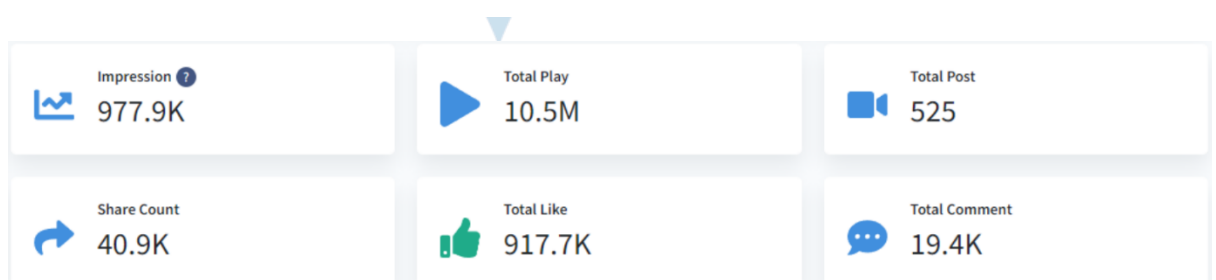 Impression ?
977.9K
Total Play
10.5M
Total Post
525
Share Count
40.9K
Total Like
917.7K
Total Comment
19.4K